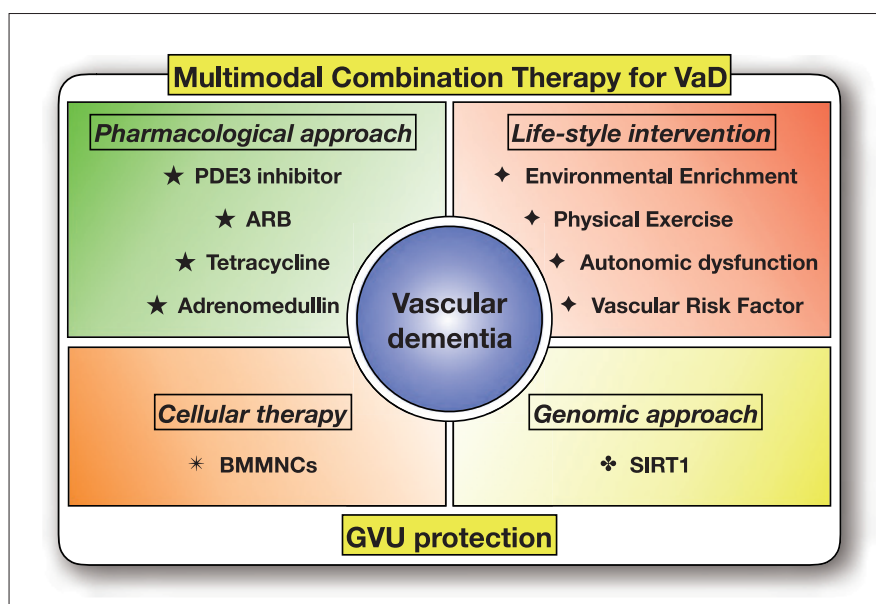 Multimodal Combination Therapy for VaD
Pharmacological approach
★ PDE3 inhibitor
★ ARB
★ Tetracycline
★ Adrenomedullin
Life-style intervention
✦ Environmental Enrichment
✦ Physical Exercise
✦ Autonomic dysfunction
✦ Vascular Risk Factor
Vascular
dementia
Cellular therapy
✴ BMMNCs
Genomic approach
✤ SIRT1
GVU protection